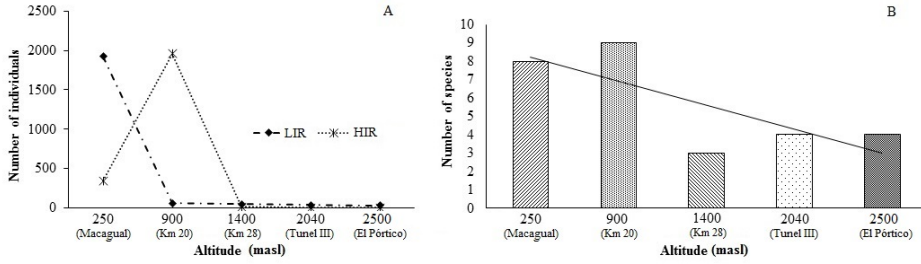 A
Number of individuals
2500
2000
1500
1000
500
0
LIR
HIR
250 900 1400 2040 2500
(Macagual) (Km 20) (Km 28) (Tunel III) (El Pórtico)
Altitude (masl)
B
Number of species
10
9
8
7
6
5
4
3
2
1
0
250 900 1400 2040 2500
(Macagual) (Km 20) (Km 28) (Tunel III) (El Pórtico)
Altitude (masl)